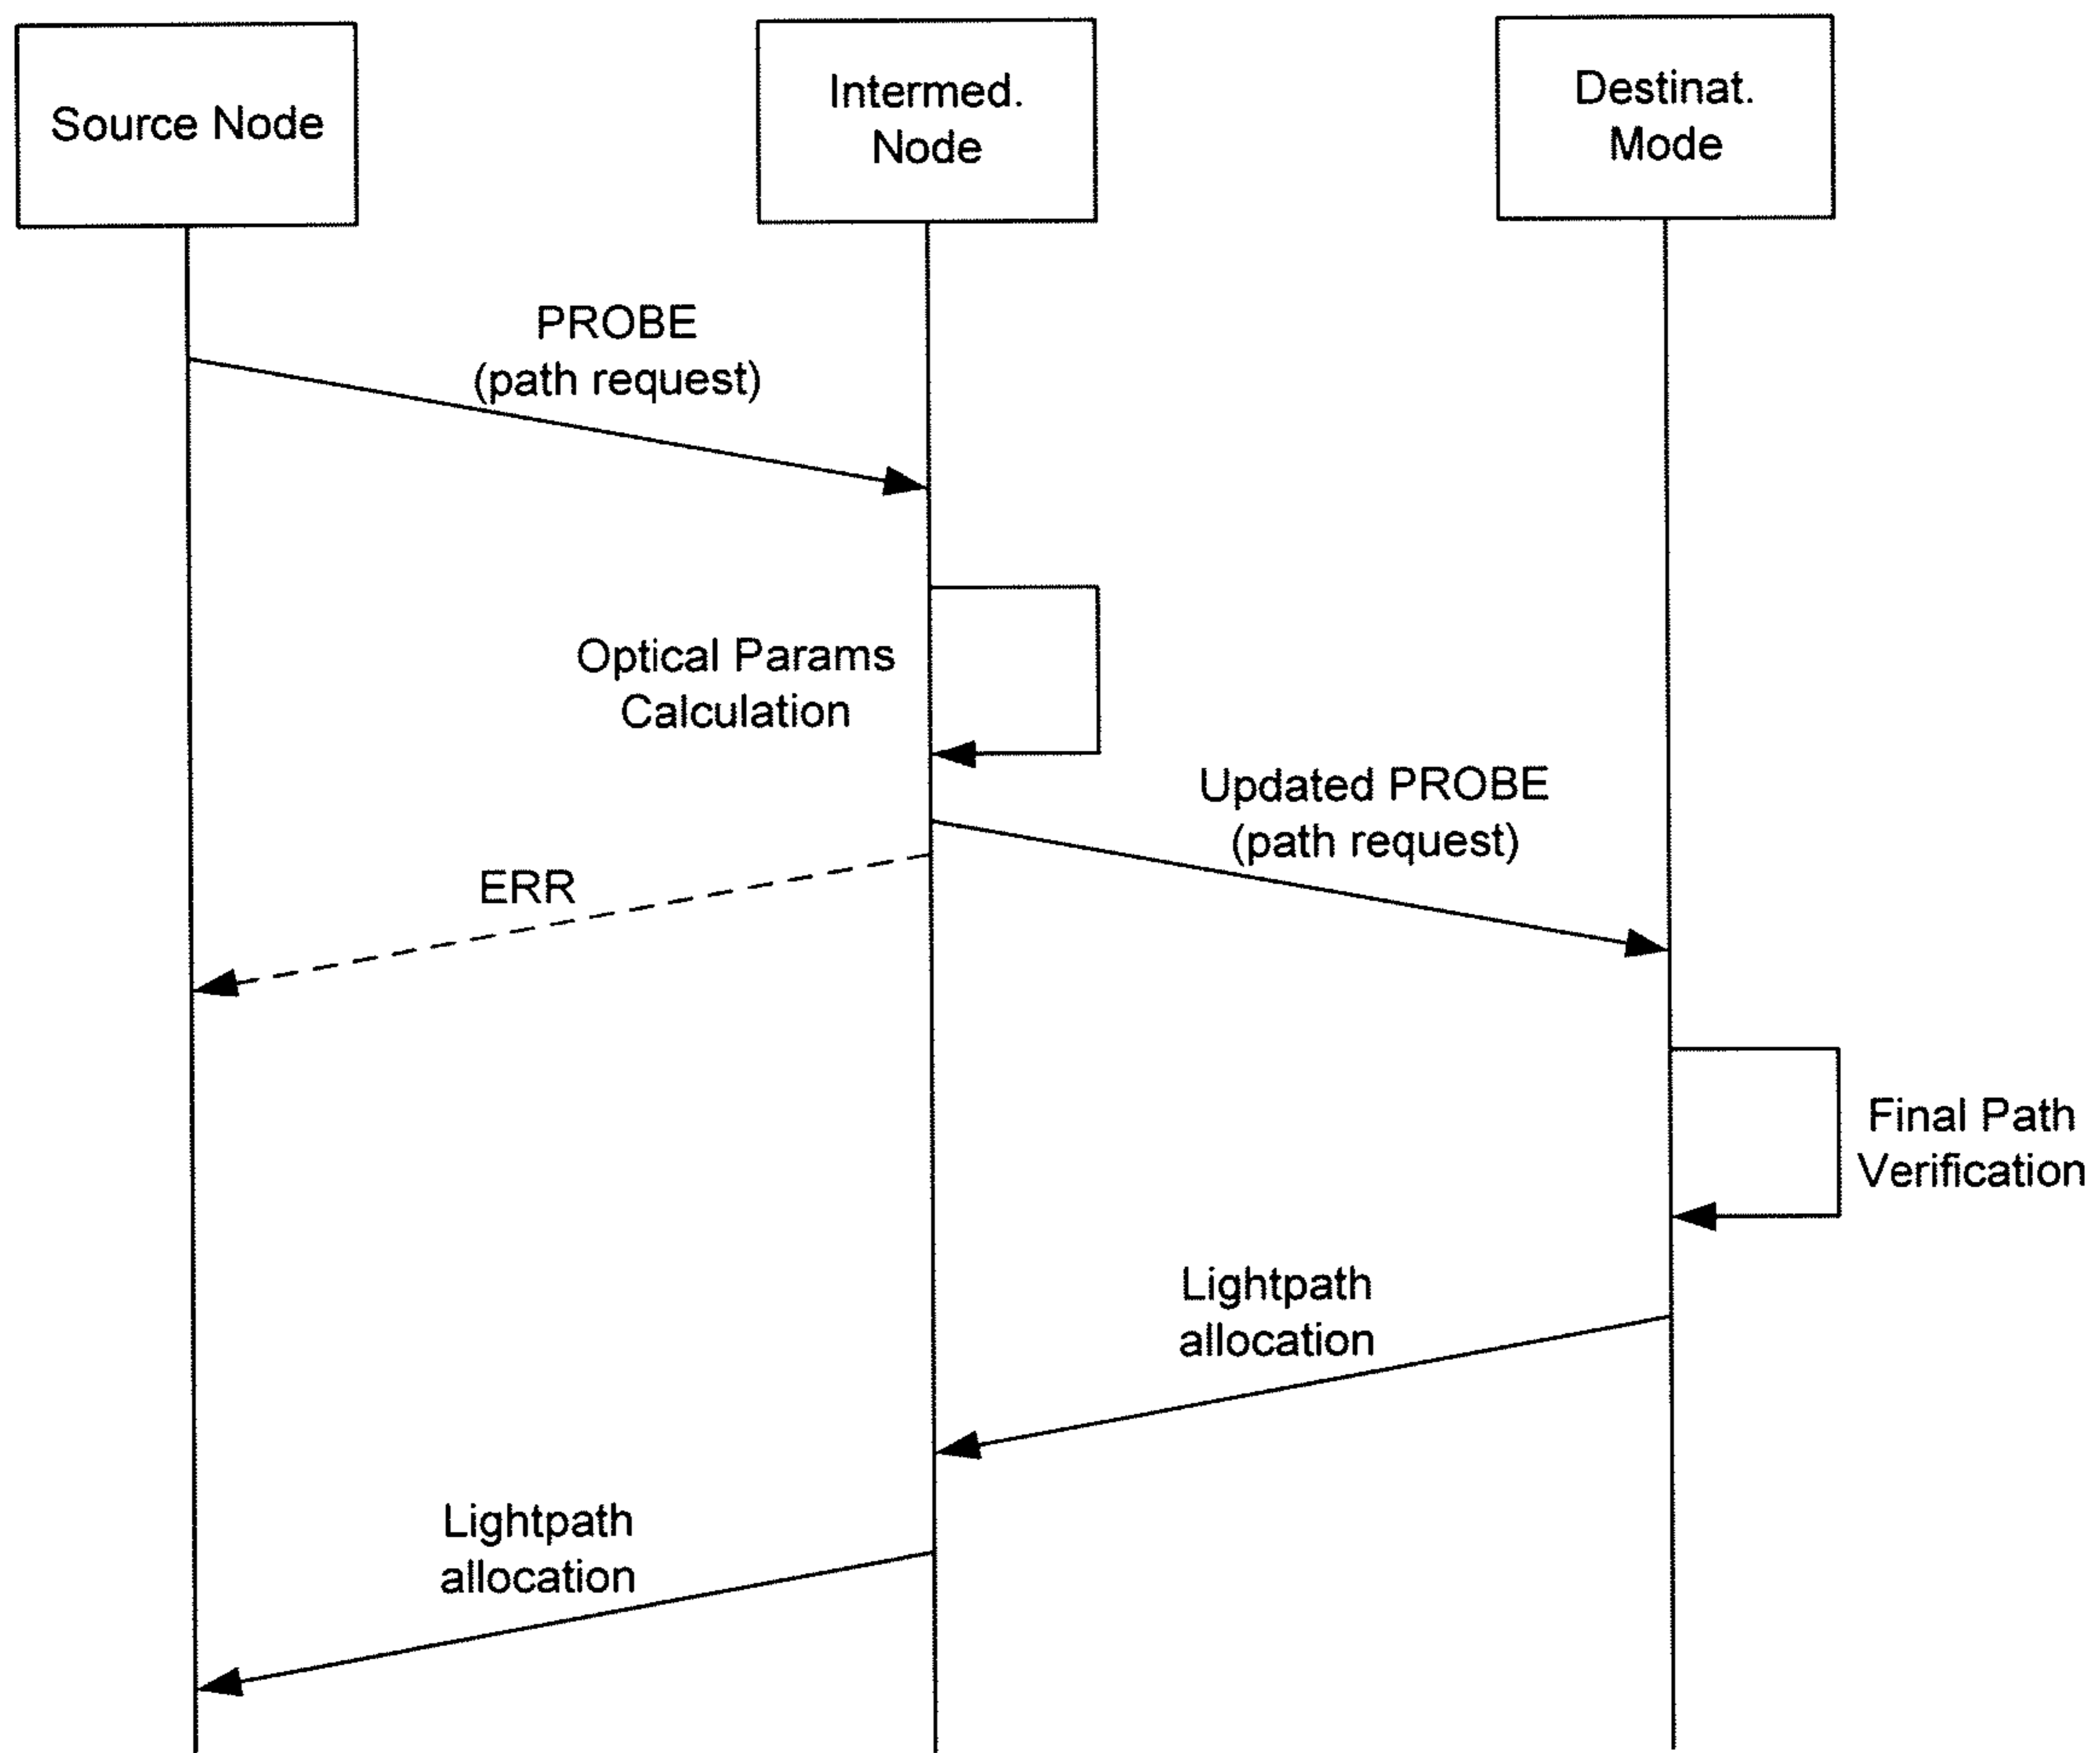 Source Node
Intermed.
Node
Destinat.
Mode
PROBE
(path request)
Optical Params
Calculation
Updated PROBE
(path request)
ERR
Final Path
Verification
Lightpath
allocation
Lightpath
allocation